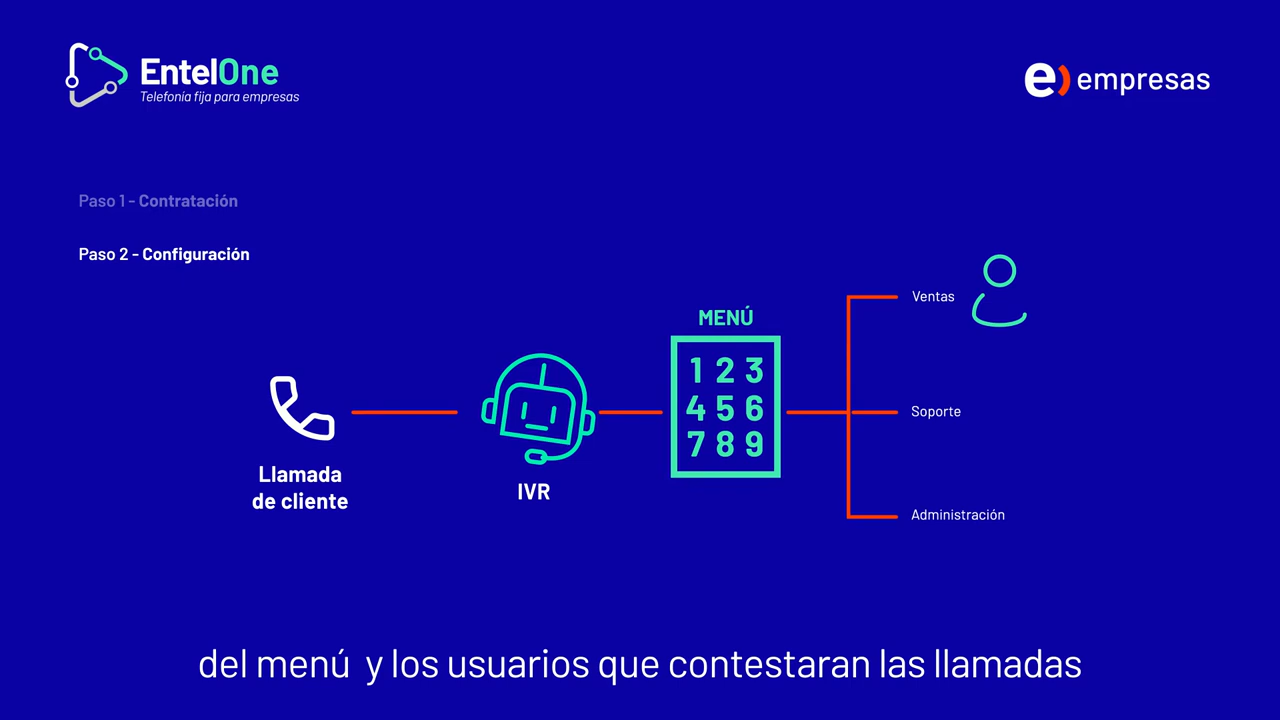 EntelOne
Telefonía fija para empresas
e) empresas
Paso 1 - Contratación
Paso 2 - Configuración
Ventas
MENÚ
1 2 3
4 5 6
7 8 9
Soporte
Llamada
de cliente
IVR
Administración
del menú y los usuarios que contestaran las llamadas